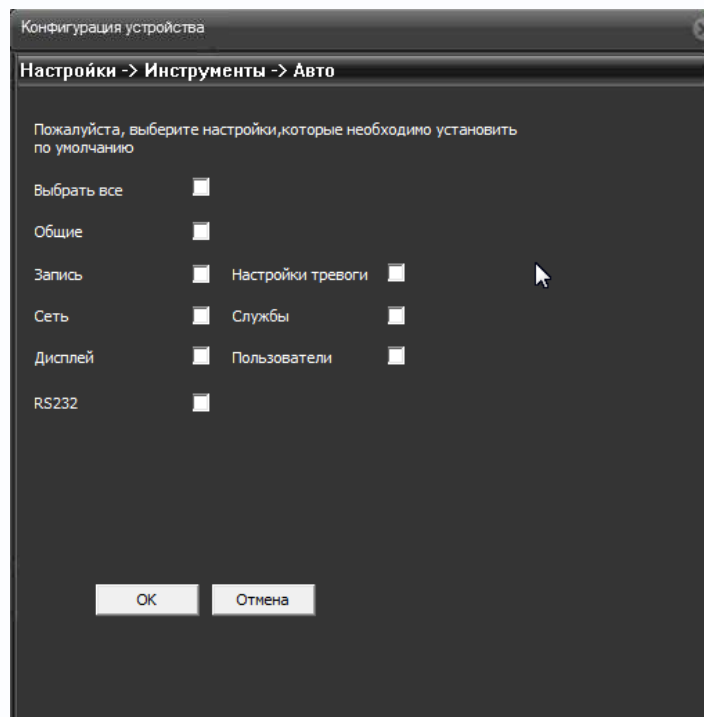 Конфигурация устройства
Настройки -> Инструменты -> Авто
Пожалуйста, выберите настройки,которые необходимо установить
по умолчанию
Выбрать все
Общие
Запись Настройки тревоги
Сеть Службы
Дисплей Пользователи
RS232
OK Отмена